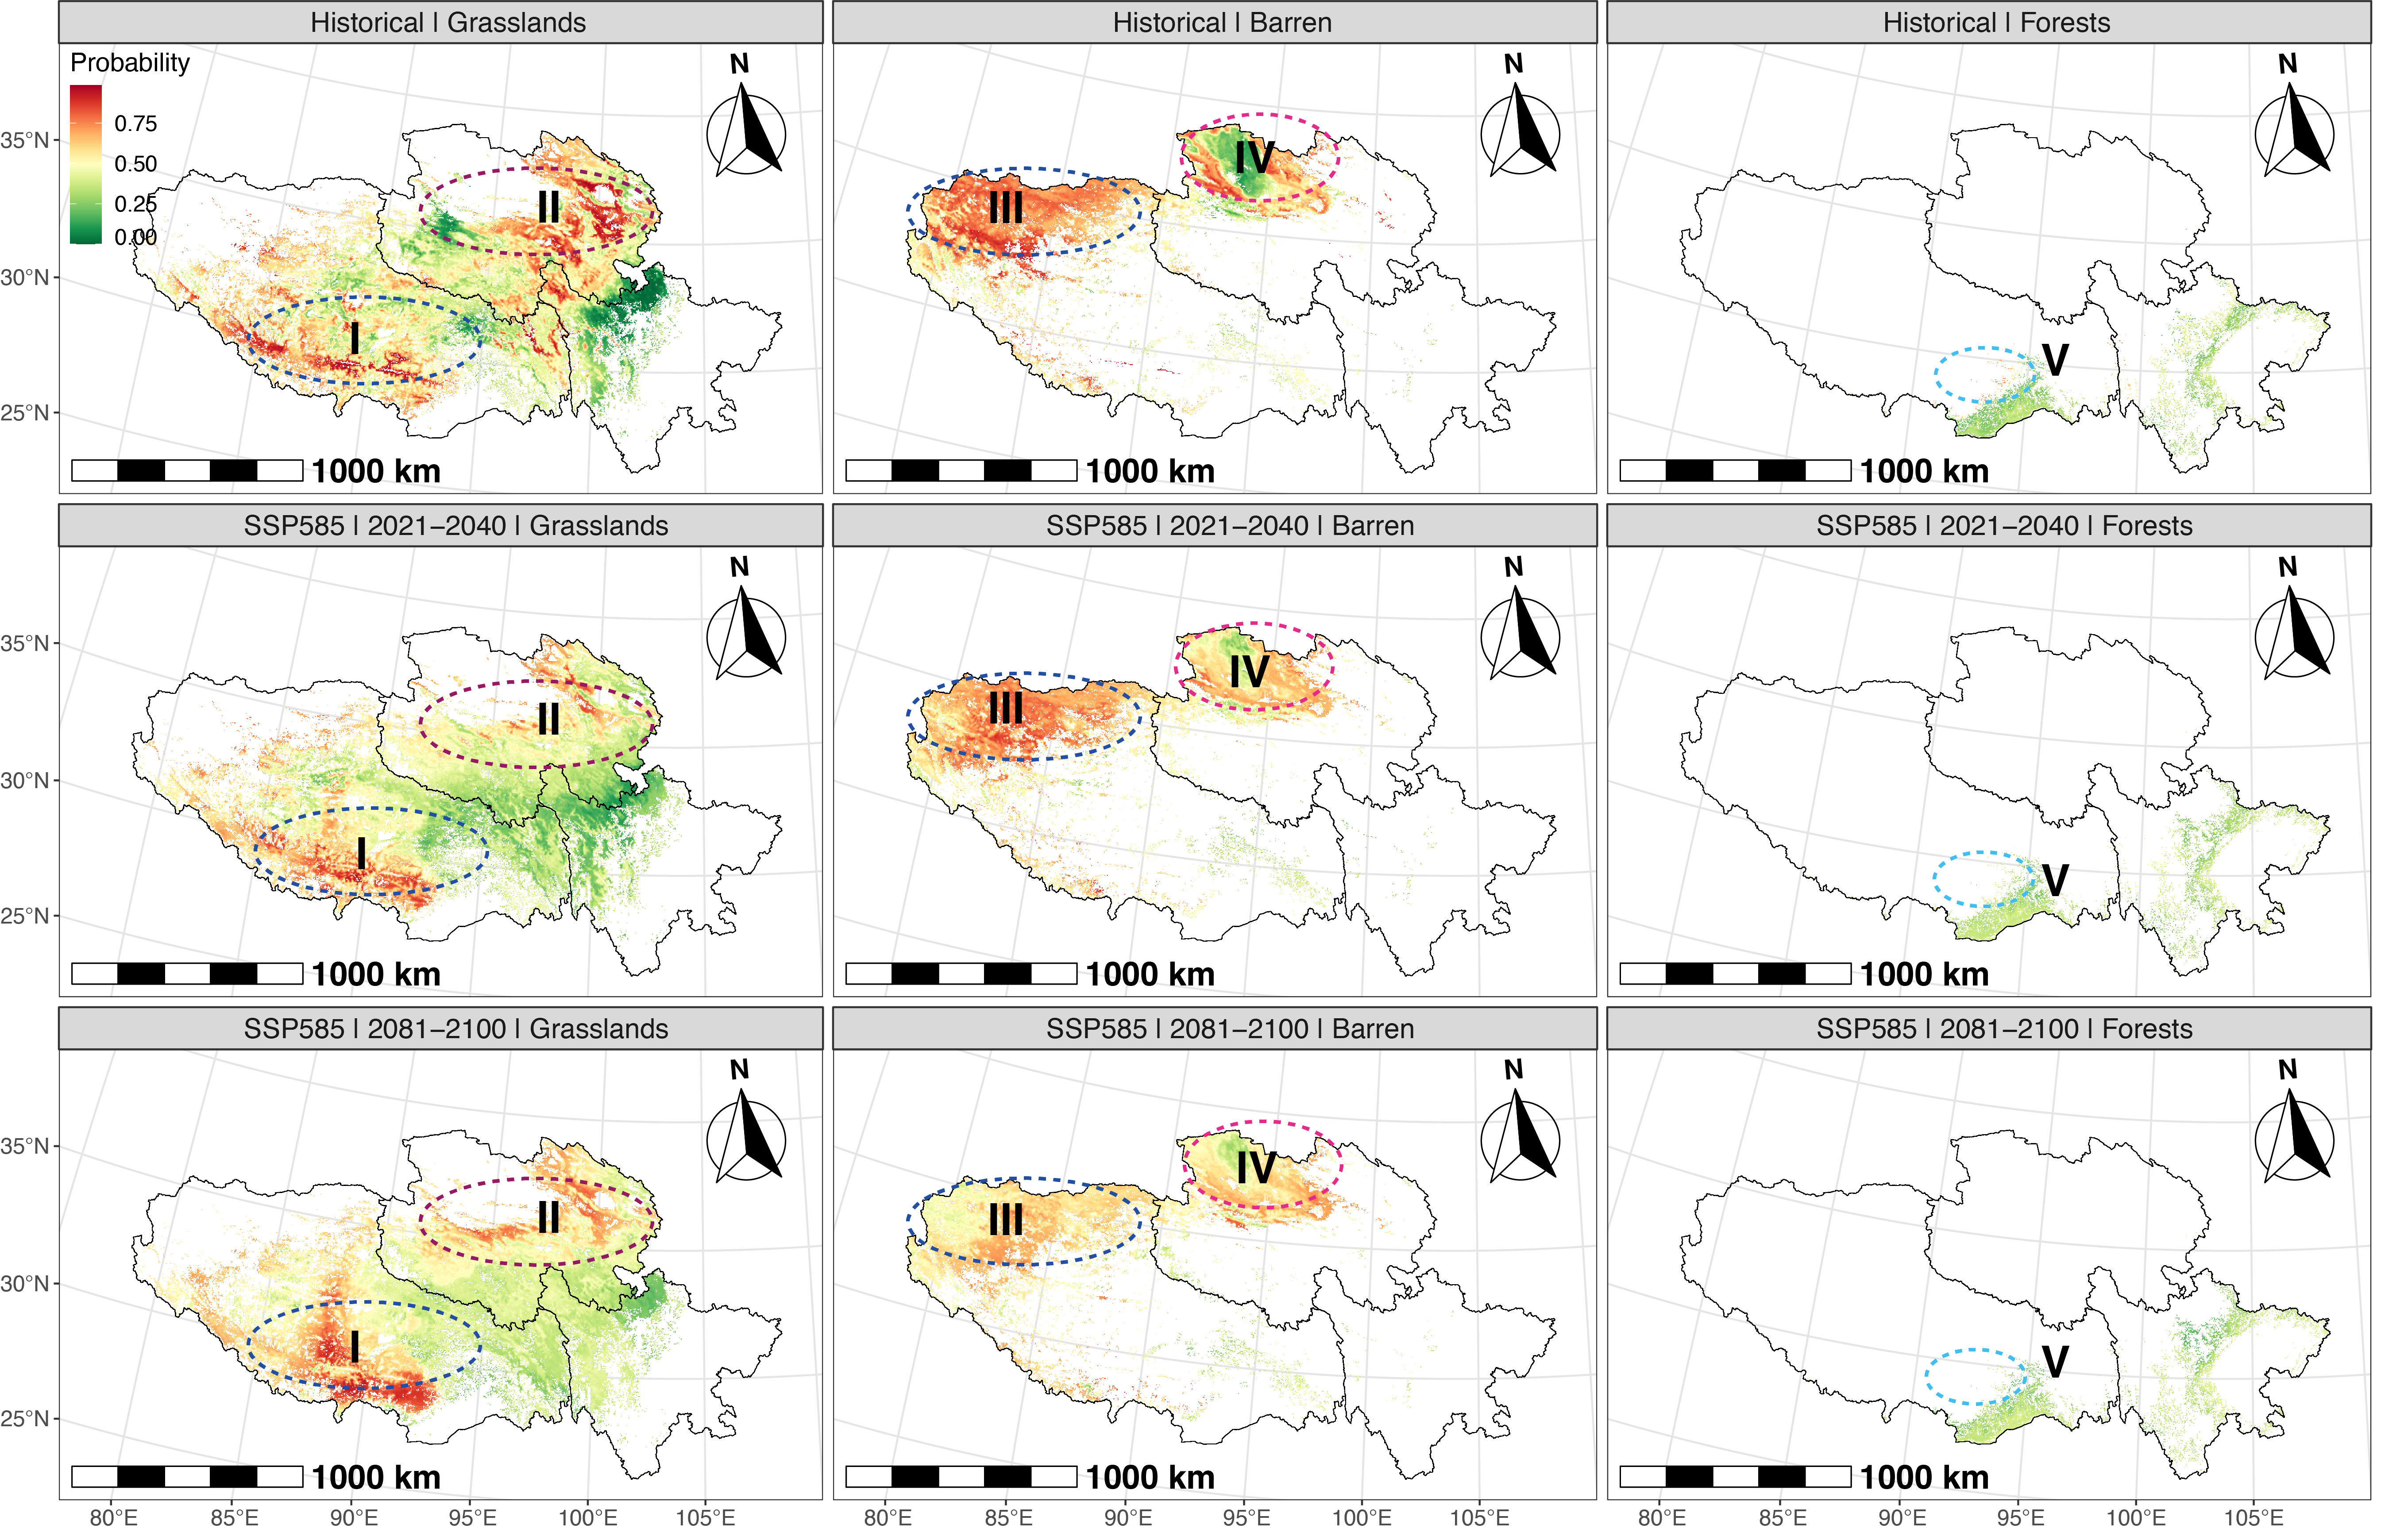 Historical | Grasslands
Historical | Barren
Historical | Forests
Probability
0.75
0.50
0.25
0.00
N
N
N
35°N
30°N
25°N
I
II
III
IV
V
1000 km
1000 km
1000 km
SSP585 | 2021–2040 | Grasslands
SSP585 | 2021–2040 | Barren
SSP585 | 2021–2040 | Forests
N
N
N
35°N
30°N
25°N
I
II
III
IV
V
1000 km
1000 km
1000 km
SSP585 | 2081–2100 | Grasslands
SSP585 | 2081–2100 | Barren
SSP585 | 2081–2100 | Forests
N
N
N
35°N
30°N
25°N
I
II
III
IV
V
1000 km
1000 km
1000 km
80°E 85°E 90°E 95°E 100°E 105°E
80°E 85°E 90°E 95°E 100°E 105°E
80°E 85°E 90°E 95°E 100°E 105°E